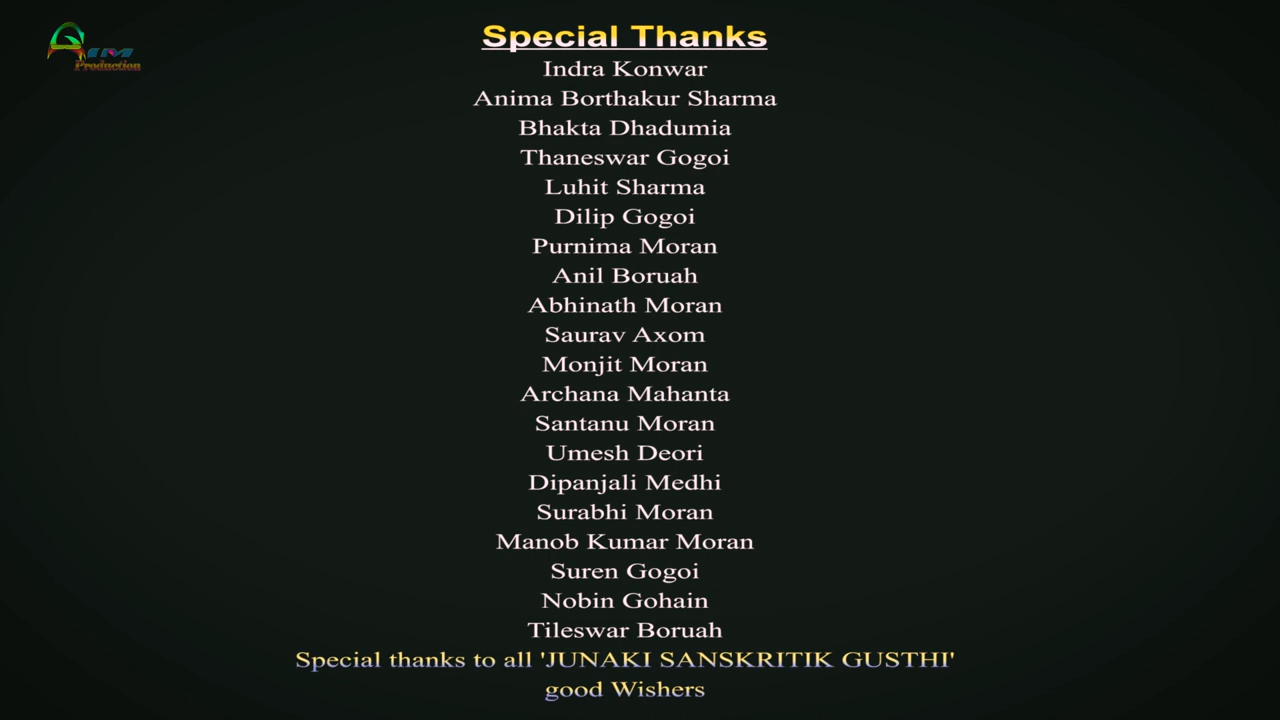 AIM
Production
Special Thanks
Indra Konwar
Anima Borthakur Sharma
Bhakta Dhadumia
Thaneswar Gogoi
Luhit Sharma
Dilip Gogoi
Purnima Moran
Anil Boruah
Abhinath Moran
Saurav Axom
Monjit Moran
Archana Mahanta
Santanu Moran
Umesh Deori
Dipanjali Medhi
Surabhi Moran
Manob Kumar Moran
Suren Gogoi
Nobin Gohain
Tileswar Boruah
Special thanks to all 'JUNAKI SANSKRITIK GUSTHI'
good Wishers